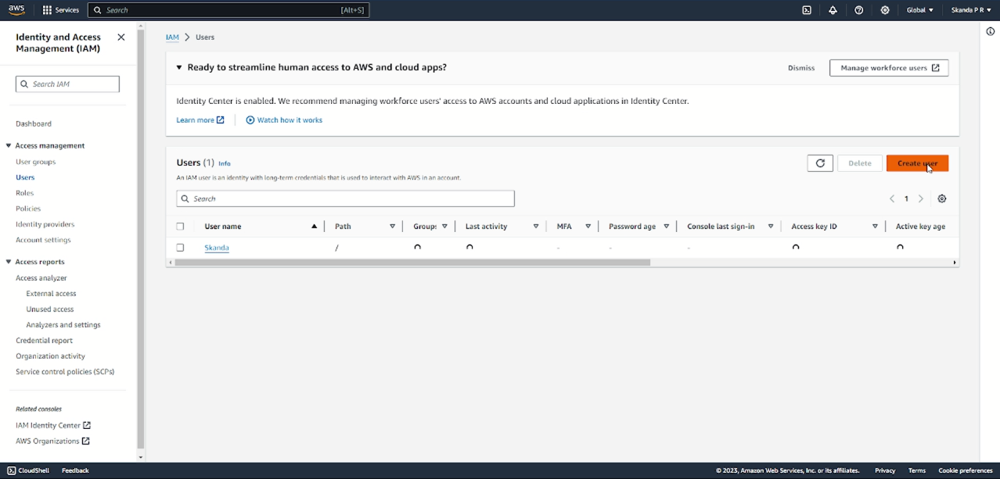 aws Services Search [Alt+S] Global Skanda P R
Identity and Access Management (IAM)
Search IAM
Dashboard
Access management
User groups
Users
Roles
Policies
Identity providers
Account settings
Access reports
Access analyzer
External access
Unused access
Analyzers and settings
Credential report
Organization activity
Service control policies (SCPs)
Related consoles
IAM Identity Center
AWS Organizations
IAM > Users
Ready to streamline human access to AWS and cloud apps? Dismiss Manage workforce users
Identity Center is enabled. We recommend managing workforce users' access to AWS accounts and cloud applications in Identity Center.
Learn more Watch how it works
Users (1) Info Delete Create user
An IAM user is an identity with long-term credentials that is used to interact with AWS in an account.
Search 1
User name Path Group: Last activity MFA Password age Console last sign-in Access key ID Active key age
Skanda / - - -
CloudShell Feedback © 2023, Amazon Web Services, Inc. or its affiliates. Privacy Terms Cookie preferences